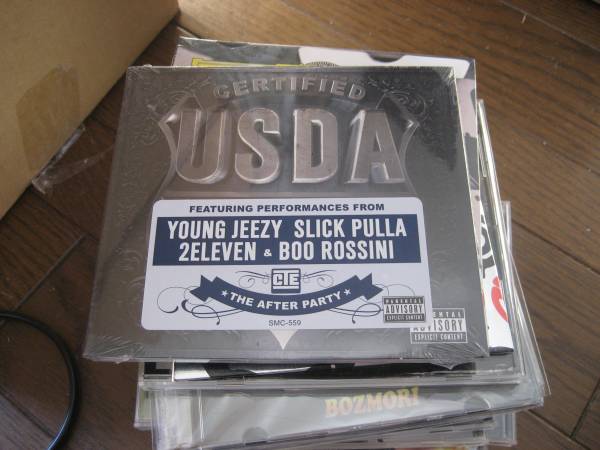 CERTIFIED
USDA
FEATURING PERFORMANCES FROM
YOUNG JEEZY SLICK PULLA
2ELEVEN & BOO ROSSINI
CTE
★ THE AFTER PARTY ★
SMC-559
PARENTAL
ADVISORY
EXPLICIT CONTENT
PARENTAL
ADVISORY
EXPLICIT CONTENT
BOZMORI